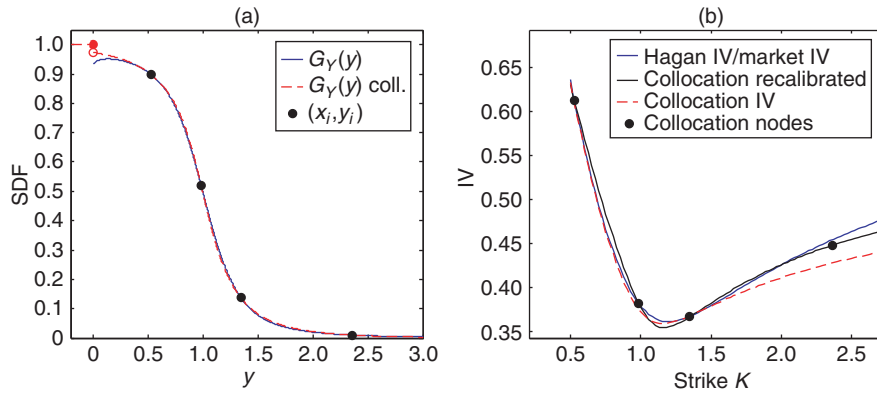 (a)
1.0
0.9
0.8
0.7
0.6
0.5
0.4
0.3
0.2
0.1
0
SDF
0
0.5
1.0
1.5
2.0
2.5
3.0
y
G_Y(y)
G_Y(y) coll.
(x_i,y_i)
(b)
0.65
0.60
0.55
0.50
0.45
0.40
0.35
IV
0.5
1.0
1.5
2.0
2.5
Strike K
Hagan IV/market IV
Collocation recalibrated
Collocation IV
Collocation nodes